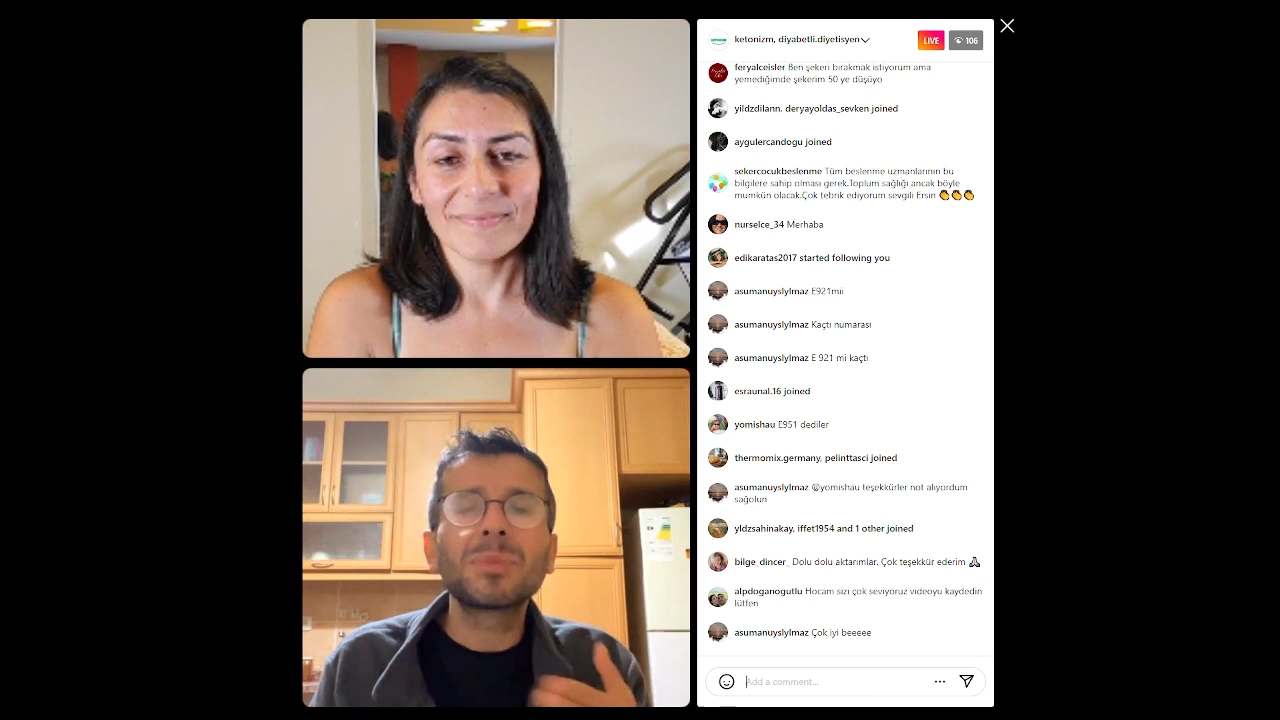 ketonizm, diyabetli.diyetisyen
LIVE
106
feryalceisler Ben şekeri bırakmak istiyorum ama
yemediğimde şekerim 50 ye düşüyo
yildzdilann, deryayoldas_sevken joined
aygulercandogu joined
sekercocukbeslenme Tüm beslenme uzmanlarının bu
bilgilere sahip olması gerek.Toplum sağlığı ancak böyle
mumkün olacak.Çok tebrik ediyorum sevgili Ersin 👏👏👏
nurselce_34 Merhaba
edikaratas2017 started following you
asumanuyslylmaz E921mii
asumanuyslylmaz Kaçtı numarası
asumanuyslylmaz E 921 mi kaçtı
esraunal.16 joined
yomishau E951 dediler
thermomix.germany, pelinttasci joined
asumanuyslylmaz @yomishau teşekkürler not alıyordum
sağolun
yldzsahinakay, iffet1954 and 1 other joined
bilge_dincer_ Dolu dolu aktarımlar. Çok teşekkür ederim 🙏
alpdoganogutlu Hocam sizi çok seviyoruz videoyu kaydedin
lütfen
asumanuyslylmaz Çok iyi beeeee
Add a comment...